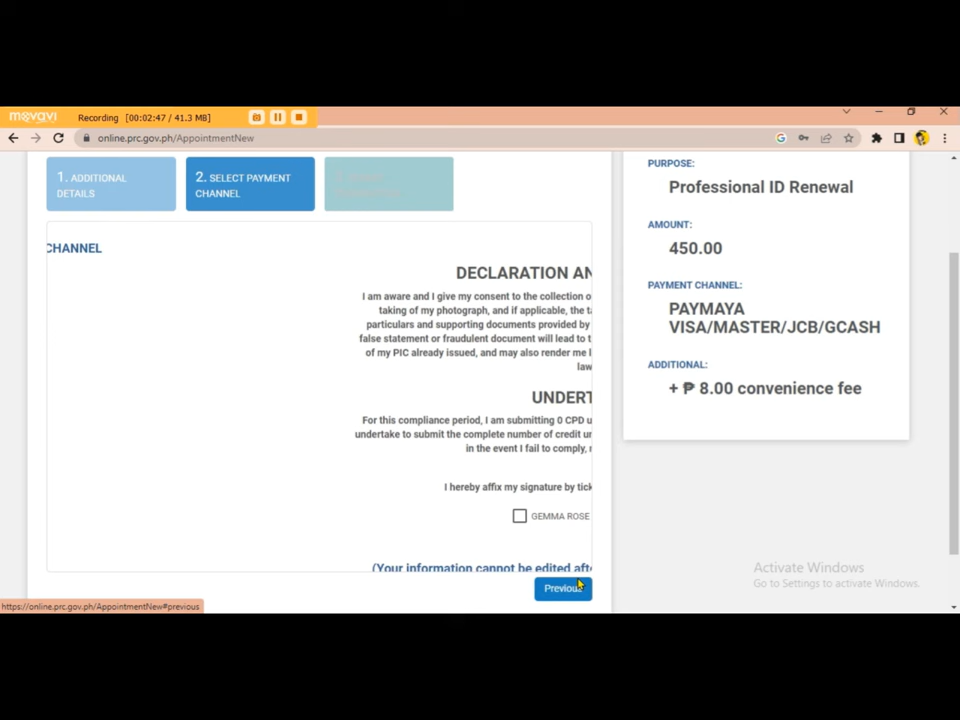 movavi
Recording [00:02:47 / 41.3 MB]
online.prc.gov.ph/AppointmentNew
1. ADDITIONAL
DETAILS
2. SELECT PAYMENT
CHANNEL
CHANNEL
DECLARATION AN
I am aware and I give my consent to the collection o
taking of my photograph, and if applicable, the ta
particulars and supporting documents provided by
false statement or fraudulent document will lead to t
of my PIC already issued, and may also render me l
law
UNDERT
For this compliance period, I am submitting 0 CPD u
undertake to submit the complete number of credit un
in the event I fail to comply,
I hereby affix my signature by tick
GEMMA ROSE
(Your information cannot be edited afte
Previous
PURPOSE:
Professional ID Renewal
AMOUNT:
450.00
PAYMENT CHANNEL:
PAYMAYA
VISA/MASTER/JCB/GCASH
ADDITIONAL:
+ ₱ 8.00 convenience fee
Activate Windows
Go to Settings to activate Windows.
https://online.prc.gov.ph/AppointmentNew#previous